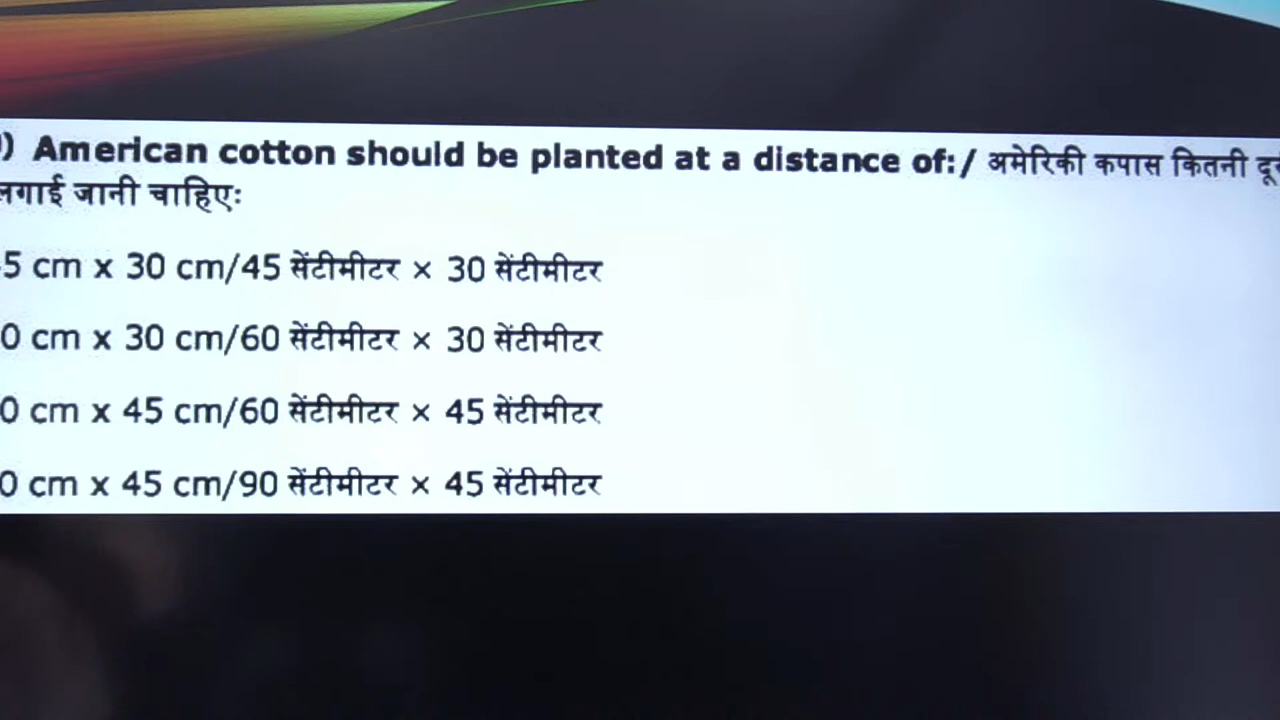 ) American cotton should be planted at a distance of:/ अमेरिकी कपास कितनी
लगाई जानी चाहिए:
5 cm x 30 cm/45 सेंटीमीटर × 30 सेंटीमीटर
0 cm x 30 cm/60 सेंटीमीटर × 30 सेंटीमीटर
0 cm x 45 cm/60 सेंटीमीटर × 45 सेंटीमीटर
0 cm x 45 cm/90 सेंटीमीटर × 45 सेंटीमीटर